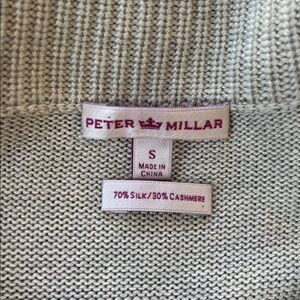 PETER MILLAR
S
MADE IN
CHINA
70% SILK/30% CASHMERE